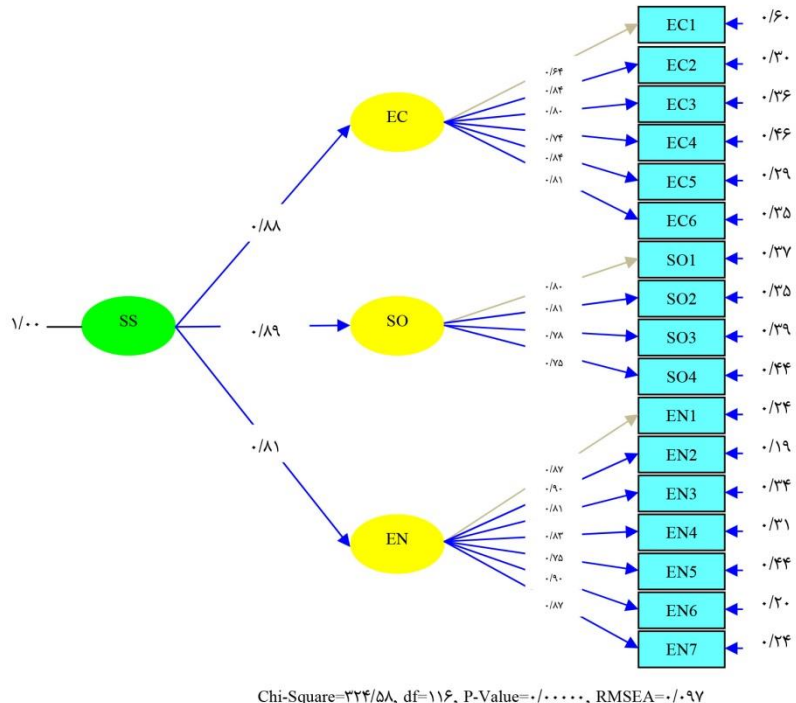 EC1 ۰/۶۰
EC2 ۰/۳۰
۰/۶۴
۰/۸۴
EC EC3 ۰/۳۶
۰/۸۰
۰/۷۴
EC4 ۰/۴۶
۰/۸۴
۰/۸۱
EC5 ۰/۲۹
۰/۸۸
EC6 ۰/۳۵
SO1 ۰/۳۷
۰/۸۰
SO2 ۰/۳۵
۰/۸۱
۱/۰۰ SS ۰/۸۹ SO
۰/۷۸
SO3 ۰/۳۹
۰/۷۵
SO4 ۰/۴۴
EN1 ۰/۲۴
۰/۸۱
EN2 ۰/۱۹
۰/۸۷
۰/۹۰
EN3 ۰/۳۴
۰/۸۱
EN
۰/۸۳
EN4 ۰/۳۱
۰/۷۵
EN5 ۰/۴۴
۰/۹۰
EN6 ۰/۲۰
۰/۸۷
EN7 ۰/۲۴
Chi-Square=۳۲۴/۵۸, df=۱۱۶, P-Value=۰/۰۰۰۰۰, RMSEA=۰/۰۹۷